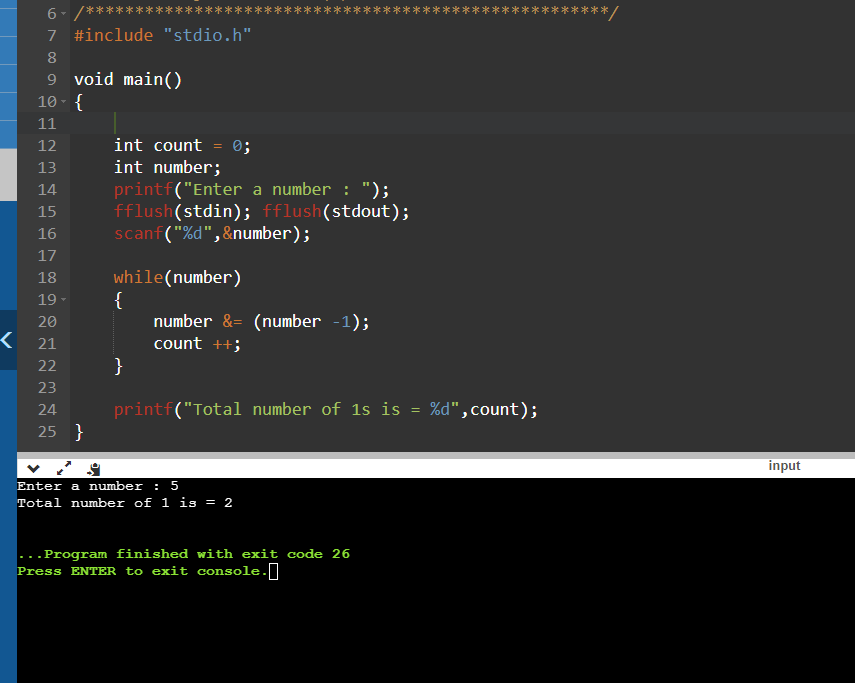 6 /*****************************************************/
7 #include "stdio.h"
8
9 void main()
10 {
11
12 int count = 0;
13 int number;
14 printf("Enter a number : ");
15 fflush(stdin); fflush(stdout);
16 scanf("%d",&number);
17
18 while(number)
19 {
20 number &= (number -1);
21 count ++;
22 }
23
24 printf("Total number of 1s is = %d",count);
25 }
input
Enter a number : 5
Total number of 1 is = 2
...Program finished with exit code 26
Press ENTER to exit console.